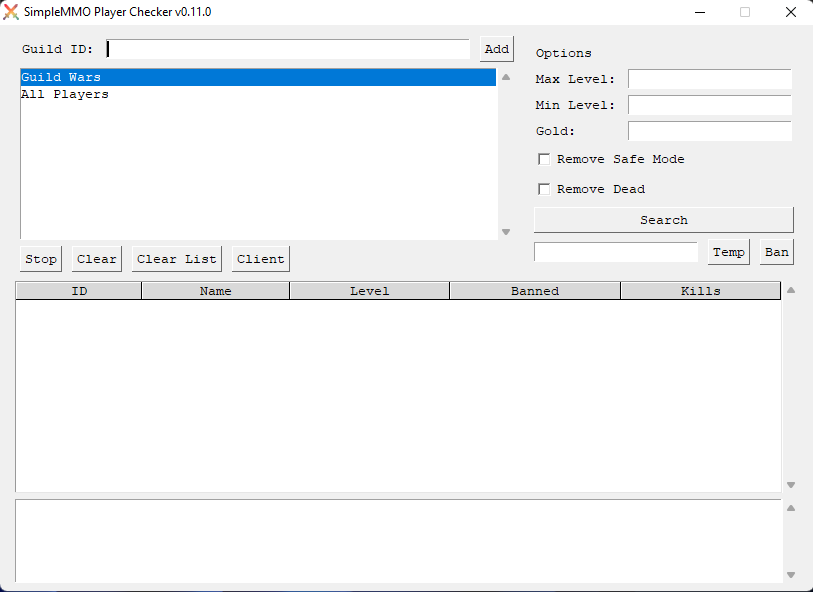 SimpleMMO Player Checker v0.11.0
Guild ID: Add
Guild Wars
All Players
Stop Clear Clear List Client
Options
Max Level:
Min Level:
Gold:
Remove Safe Mode
Remove Dead
Search
Temp Ban
ID Name Level Banned Kills